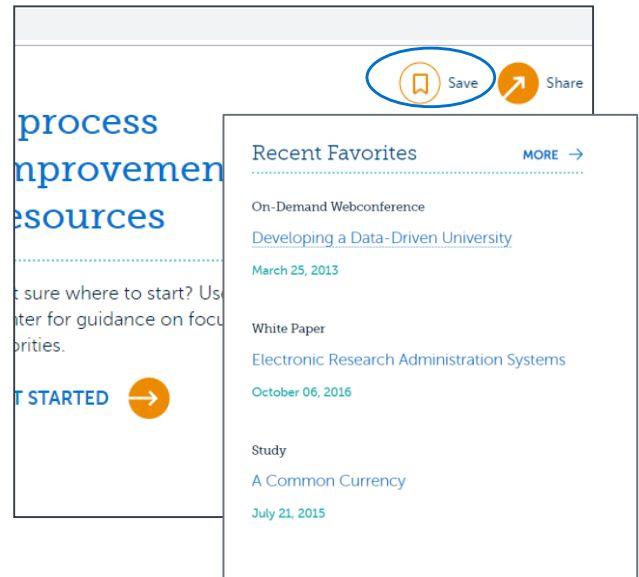 Save
Share
process
mprovemen
esources
t sure where to start? Us
nter for guidance on focu
orities.
T STARTED
Recent Favorites
MORE →
On-Demand Webconference
Developing a Data-Driven University
March 25, 2013
White Paper
Electronic Research Administration Systems
October 06, 2016
Study
A Common Currency
July 21, 2015